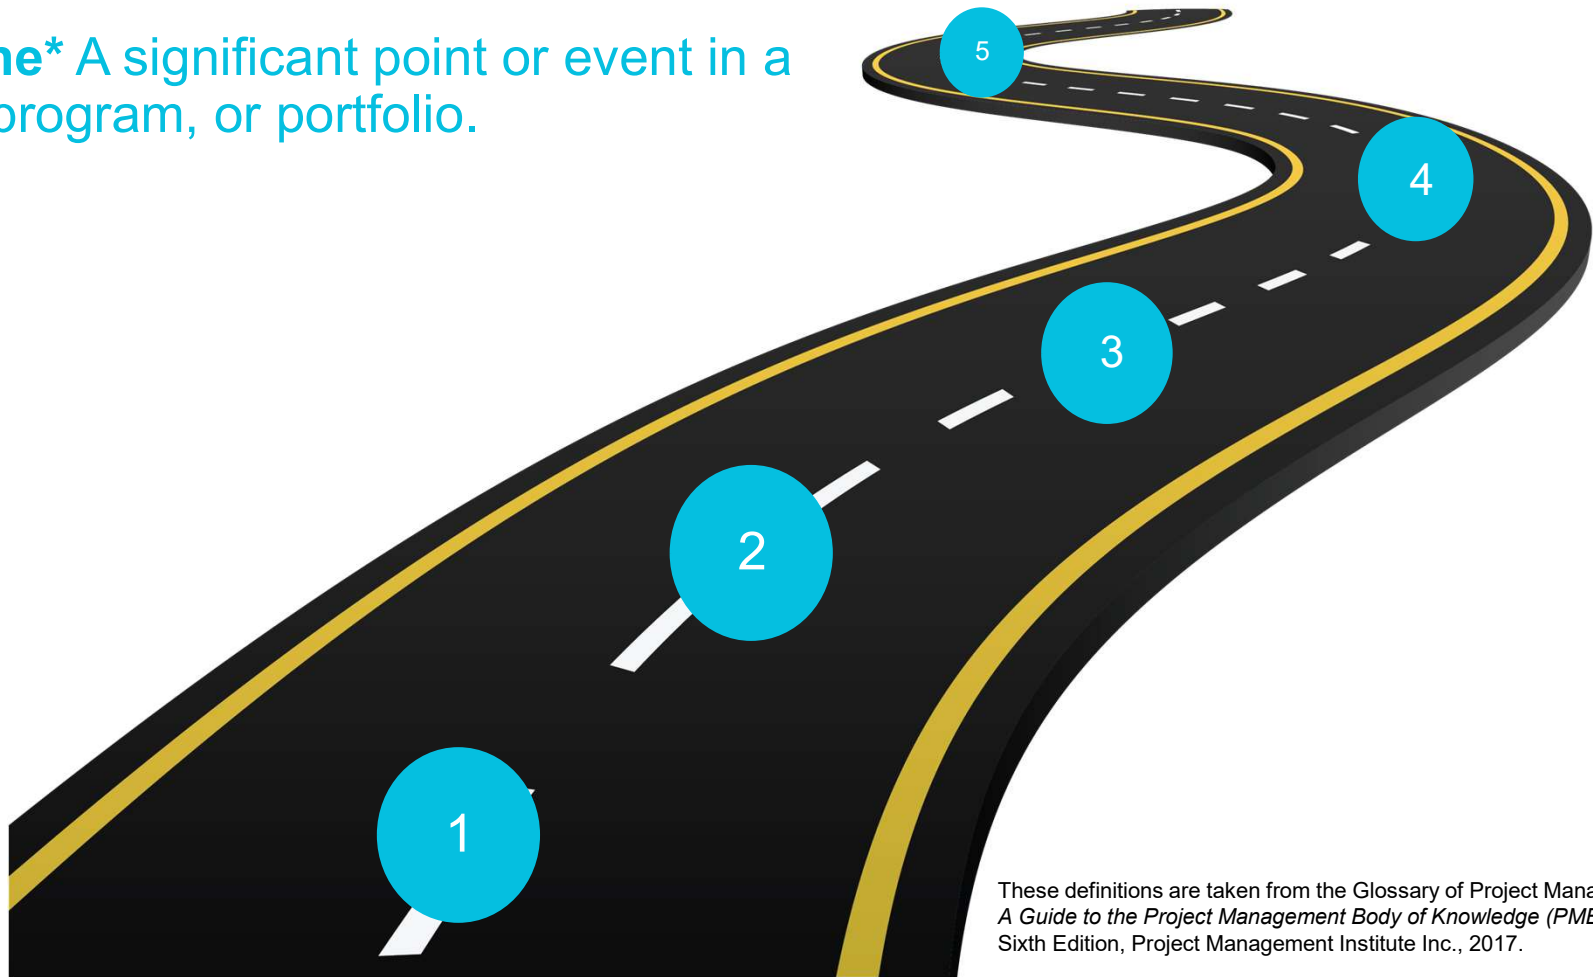 ne* A significant point or event in a
program, or portfolio.
5
4
3
2
1
These definitions are taken from the Glossary of Project Mana
A Guide to the Project Management Body of Knowledge (PMB
Sixth Edition, Project Management Institute Inc., 2017.